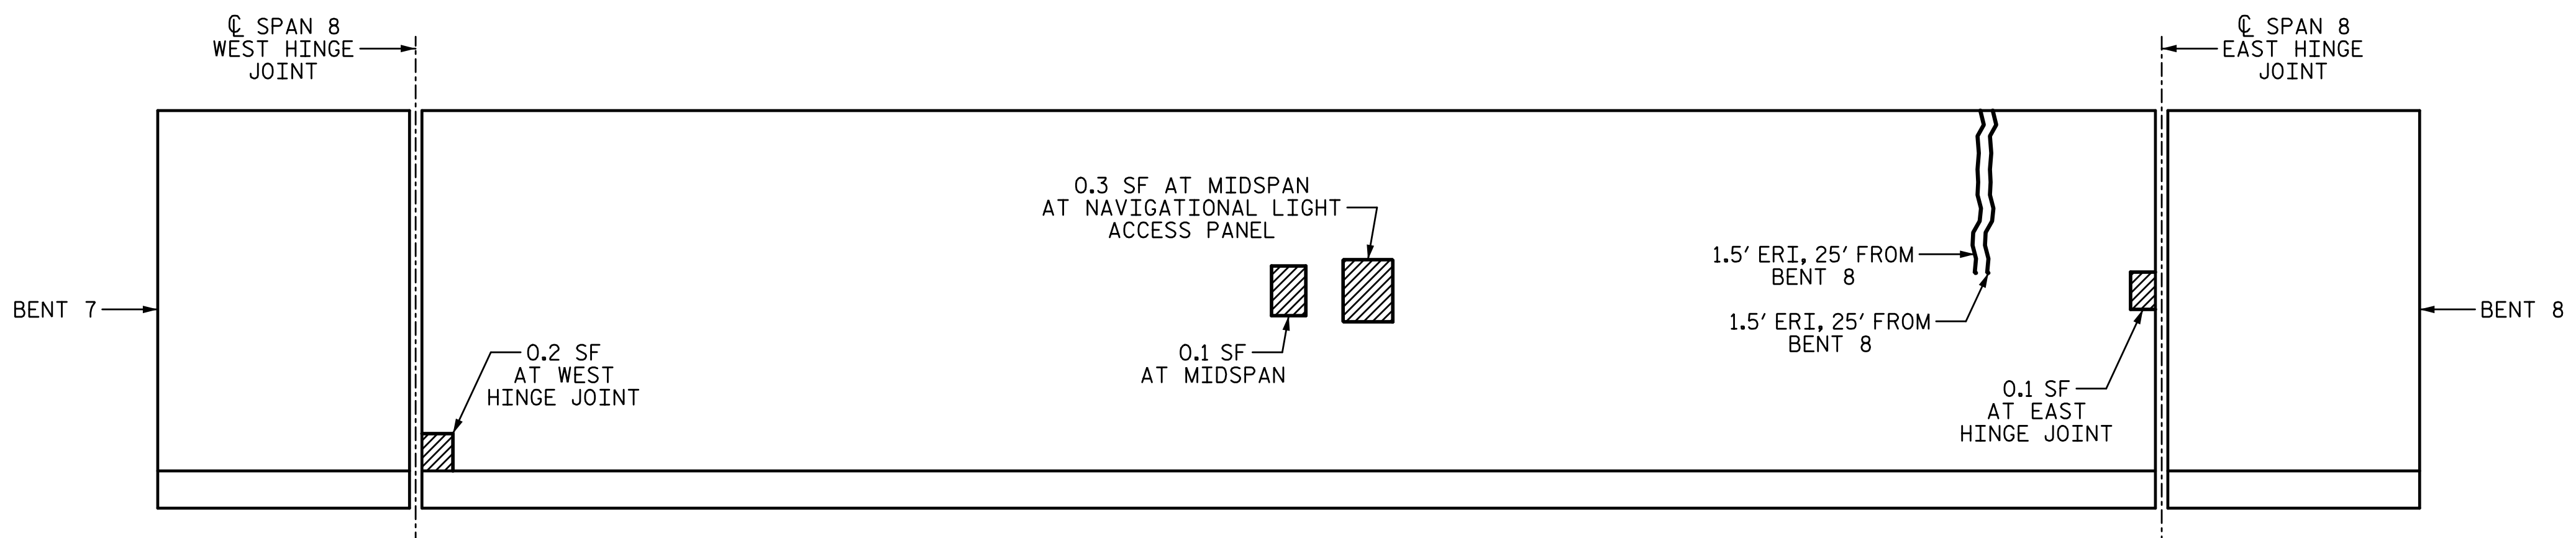 ℄ SPAN 8
WEST HINGE
JOINT
℄ SPAN 8
EAST HINGE
JOINT
0.3 SF AT MIDSPAN
AT NAVIGATIONAL LIGHT
ACCESS PANEL
1.5' ERI, 25' FROM
BENT 8
BENT 7
BENT 8
1.5' ERI, 25' FROM
BENT 8
0.2 SF
AT WEST
HINGE JOINT
0.1 SF
AT MIDSPAN
0.1 SF
AT EAST
HINGE JOINT